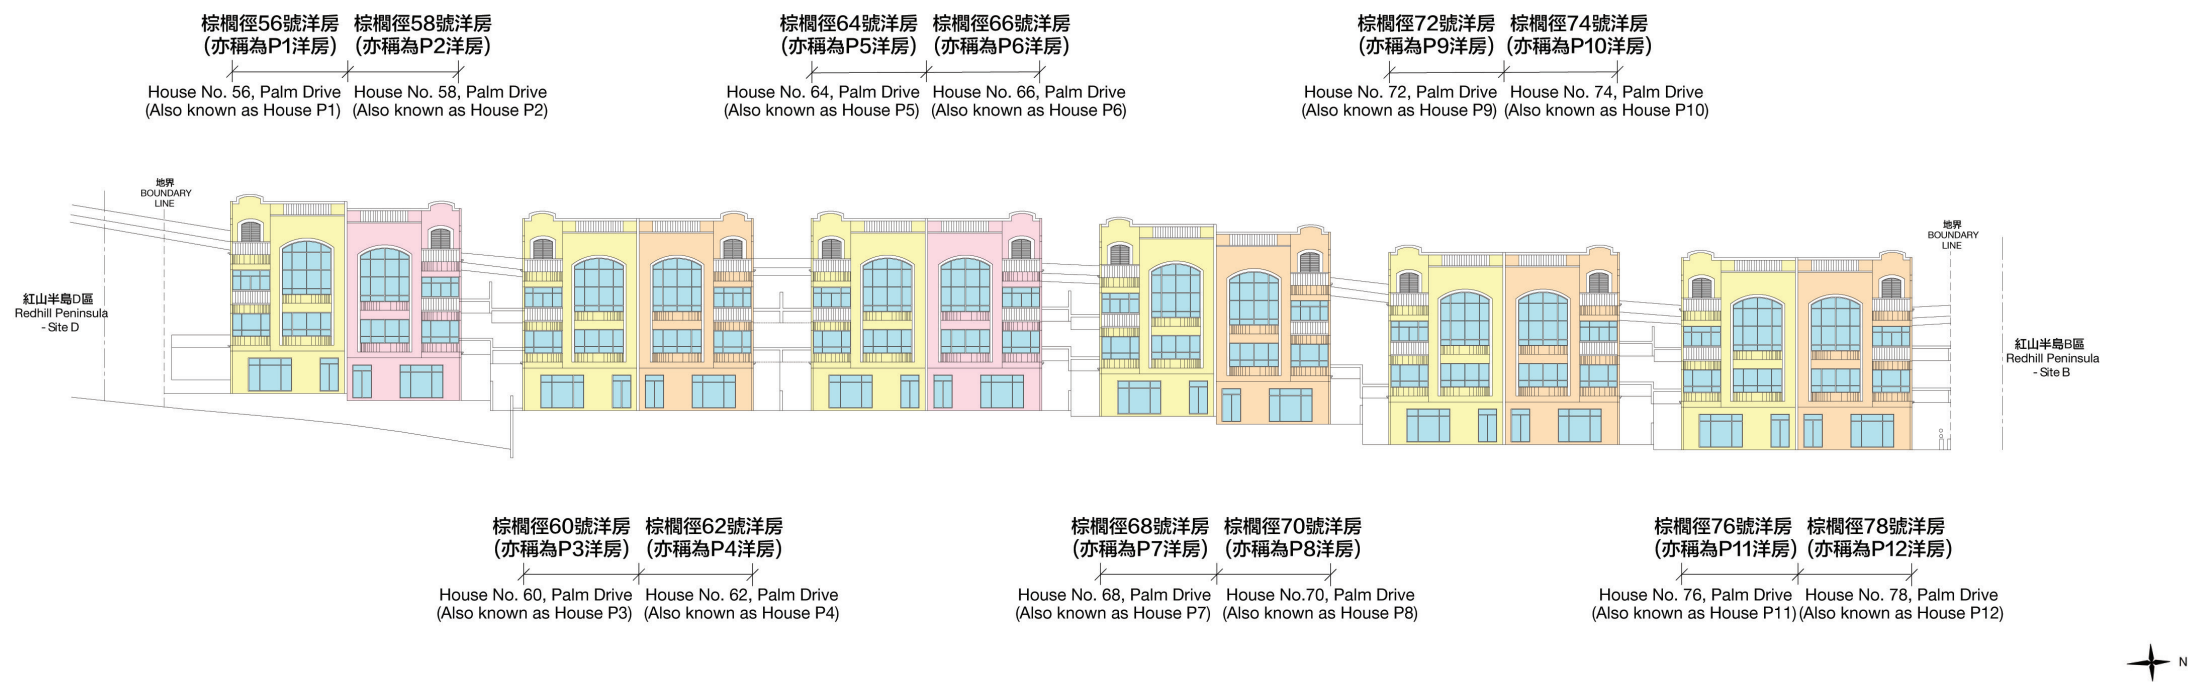 棕櫚徑56號洋房
(亦稱為P1洋房)
House No. 56, Palm Drive
(Also known as House P1)
棕櫚徑58號洋房
(亦稱為P2洋房)
House No. 58, Palm Drive
(Also known as House P2)
棕櫚徑64號洋房
(亦稱為P5洋房)
House No. 64, Palm Drive
(Also known as House P5)
棕櫚徑66號洋房
(亦稱為P6洋房)
House No. 66, Palm Drive
(Also known as House P6)
棕櫚徑72號洋房
(亦稱為P9洋房)
House No. 72, Palm Drive
(Also known as House P9)
棕櫚徑74號洋房
(亦稱為P10洋房)
House No. 74, Palm Drive
(Also known as House P10)
地界
BOUNDARY
LINE
紅山半島D區
Redhill Peninsula
- Site D
地界
BOUNDARY
LINE
紅山半島B區
Redhill Peninsula
- Site B
棕櫚徑60號洋房
(亦稱為P3洋房)
House No. 60, Palm Drive
(Also known as House P3)
棕櫚徑62號洋房
(亦稱為P4洋房)
House No. 62, Palm Drive
(Also known as House P4)
棕櫚徑68號洋房
(亦稱為P7洋房)
House No. 68, Palm Drive
(Also known as House P7)
棕櫚徑70號洋房
(亦稱為P8洋房)
House No.70, Palm Drive
(Also known as House P8)
棕櫚徑76號洋房
(亦稱為P11洋房)
House No. 76, Palm Drive
(Also known as House P11)
棕櫚徑78號洋房
(亦稱為P12洋房)
House No. 78, Palm Drive
(Also known as House P12)
N